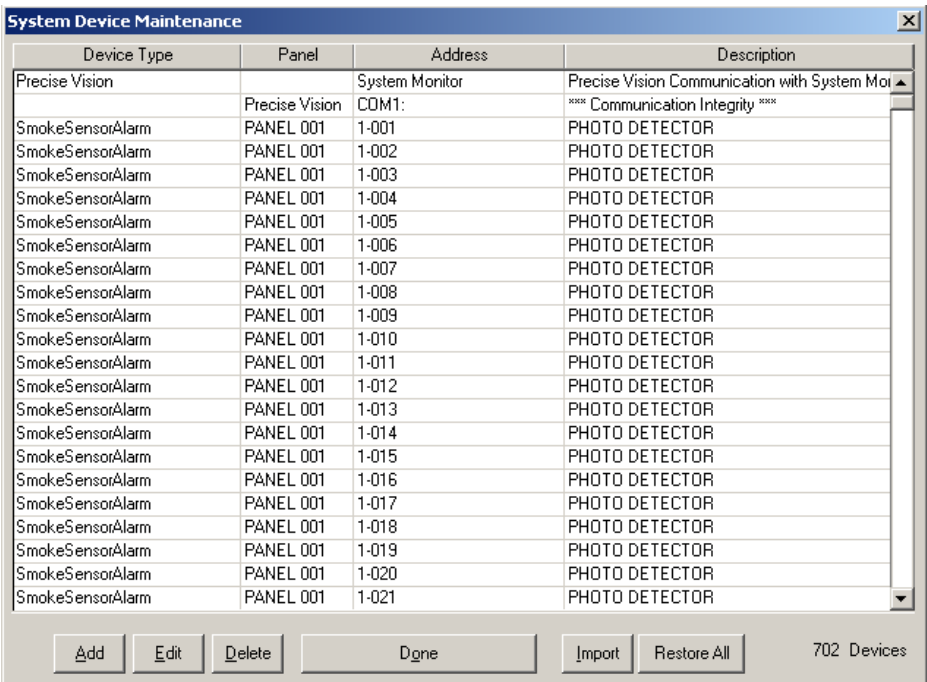 System Device Maintenance
Device Type Panel Address Description
Precise Vision System Monitor Precise Vision Communication with System Mor
Precise Vision COM1: *** Communication Integrity ***
SmokeSensorAlarm PANEL 001 1-001 PHOTO DETECTOR
SmokeSensorAlarm PANEL 001 1-002 PHOTO DETECTOR
SmokeSensorAlarm PANEL 001 1-003 PHOTO DETECTOR
SmokeSensorAlarm PANEL 001 1-004 PHOTO DETECTOR
SmokeSensorAlarm PANEL 001 1-005 PHOTO DETECTOR
SmokeSensorAlarm PANEL 001 1-006 PHOTO DETECTOR
SmokeSensorAlarm PANEL 001 1-007 PHOTO DETECTOR
SmokeSensorAlarm PANEL 001 1-008 PHOTO DETECTOR
SmokeSensorAlarm PANEL 001 1-009 PHOTO DETECTOR
SmokeSensorAlarm PANEL 001 1-010 PHOTO DETECTOR
SmokeSensorAlarm PANEL 001 1-011 PHOTO DETECTOR
SmokeSensorAlarm PANEL 001 1-012 PHOTO DETECTOR
SmokeSensorAlarm PANEL 001 1-013 PHOTO DETECTOR
SmokeSensorAlarm PANEL 001 1-014 PHOTO DETECTOR
SmokeSensorAlarm PANEL 001 1-015 PHOTO DETECTOR
SmokeSensorAlarm PANEL 001 1-016 PHOTO DETECTOR
SmokeSensorAlarm PANEL 001 1-017 PHOTO DETECTOR
SmokeSensorAlarm PANEL 001 1-018 PHOTO DETECTOR
SmokeSensorAlarm PANEL 001 1-019 PHOTO DETECTOR
SmokeSensorAlarm PANEL 001 1-020 PHOTO DETECTOR
SmokeSensorAlarm PANEL 001 1-021 PHOTO DETECTOR
Add Edit Delete Done Import Restore All 702 Devices